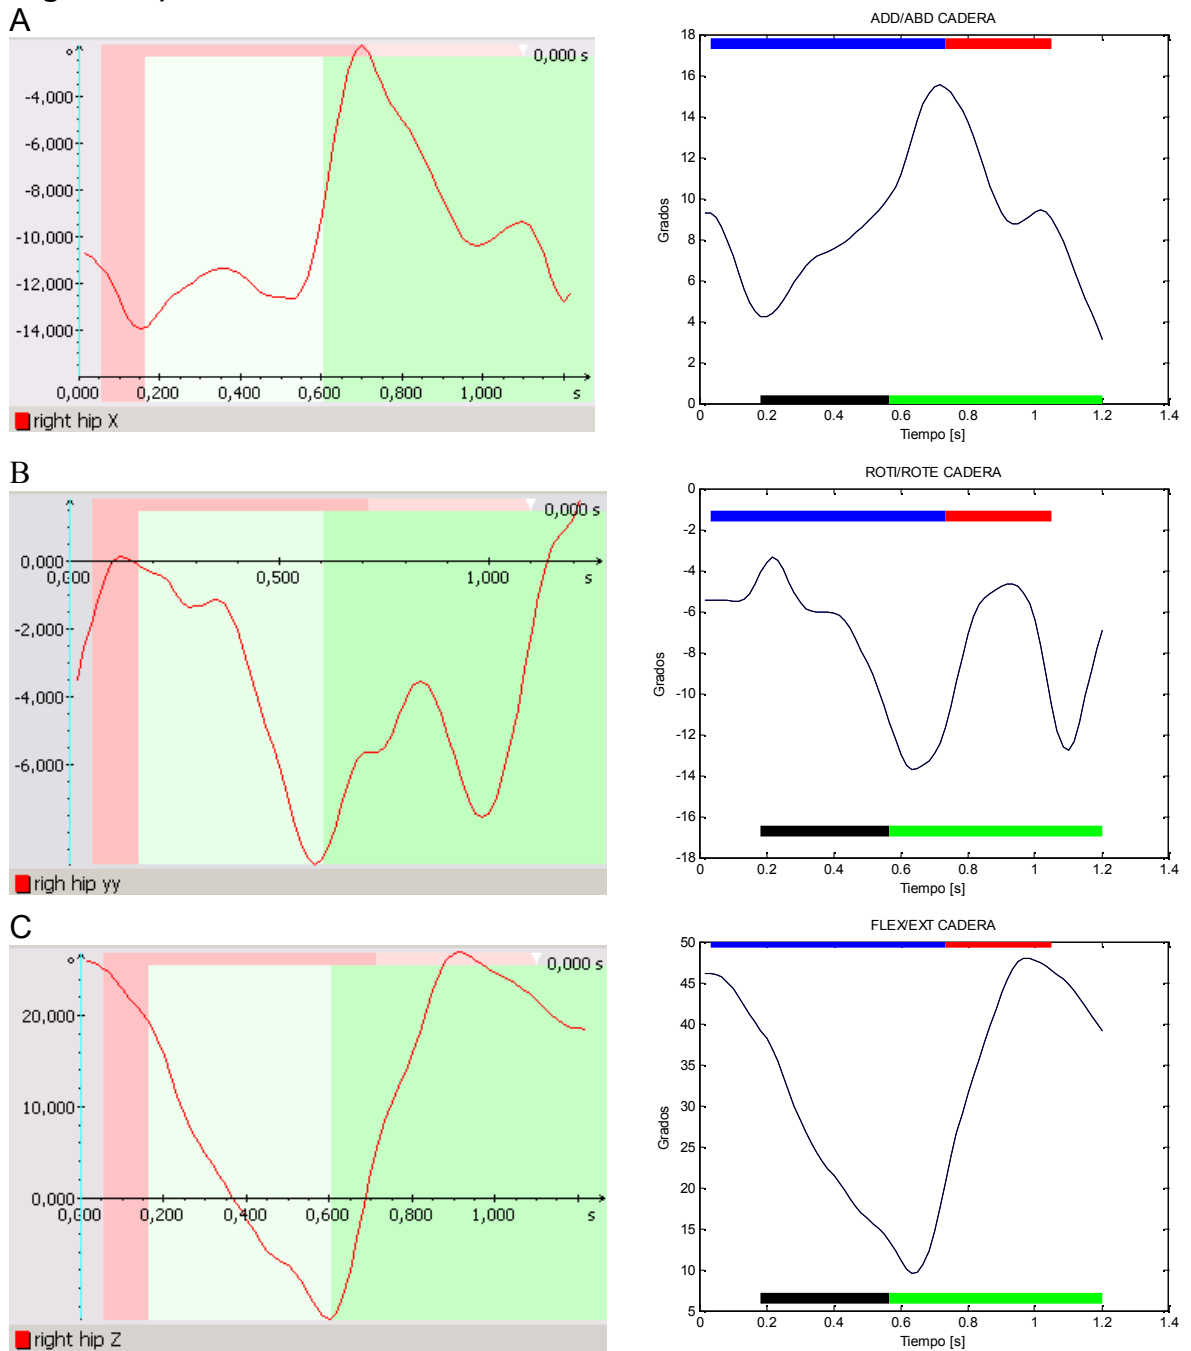 A
ADD/ABD CADERA
°
0,000 s
-4,000
-6,000
-8,000
-10,000
-12,000
-14,000
0,000 0,200 0,400 0,600 0,800 1,000 s
right hip X
18
16
14
12
10
8
6
4
2
0
Grados
0 0.2 0.4 0.6 0.8 1 1.2 1.4
Tiempo [s]
B
ROTI/ROTE CADERA
0,000 s
0,000
-2,000
-4,000
-6,000
0,000 0,500 1,000 s
righ hip yy
0
-2
-4
-6
-8
-10
-12
-14
-16
-18
Grados
0 0.2 0.4 0.6 0.8 1 1.2 1.4
Tiempo [s]
C
FLEX/EXT CADERA
°
0,000 s
20,000
10,000
0,000
0,000 0,200 0,400 0,600 0,800 1,000 s
right hip Z
50
45
40
35
30
25
20
15
10
5
Grados
0 0.2 0.4 0.6 0.8 1 1.2 1.4
Tiempo [s]